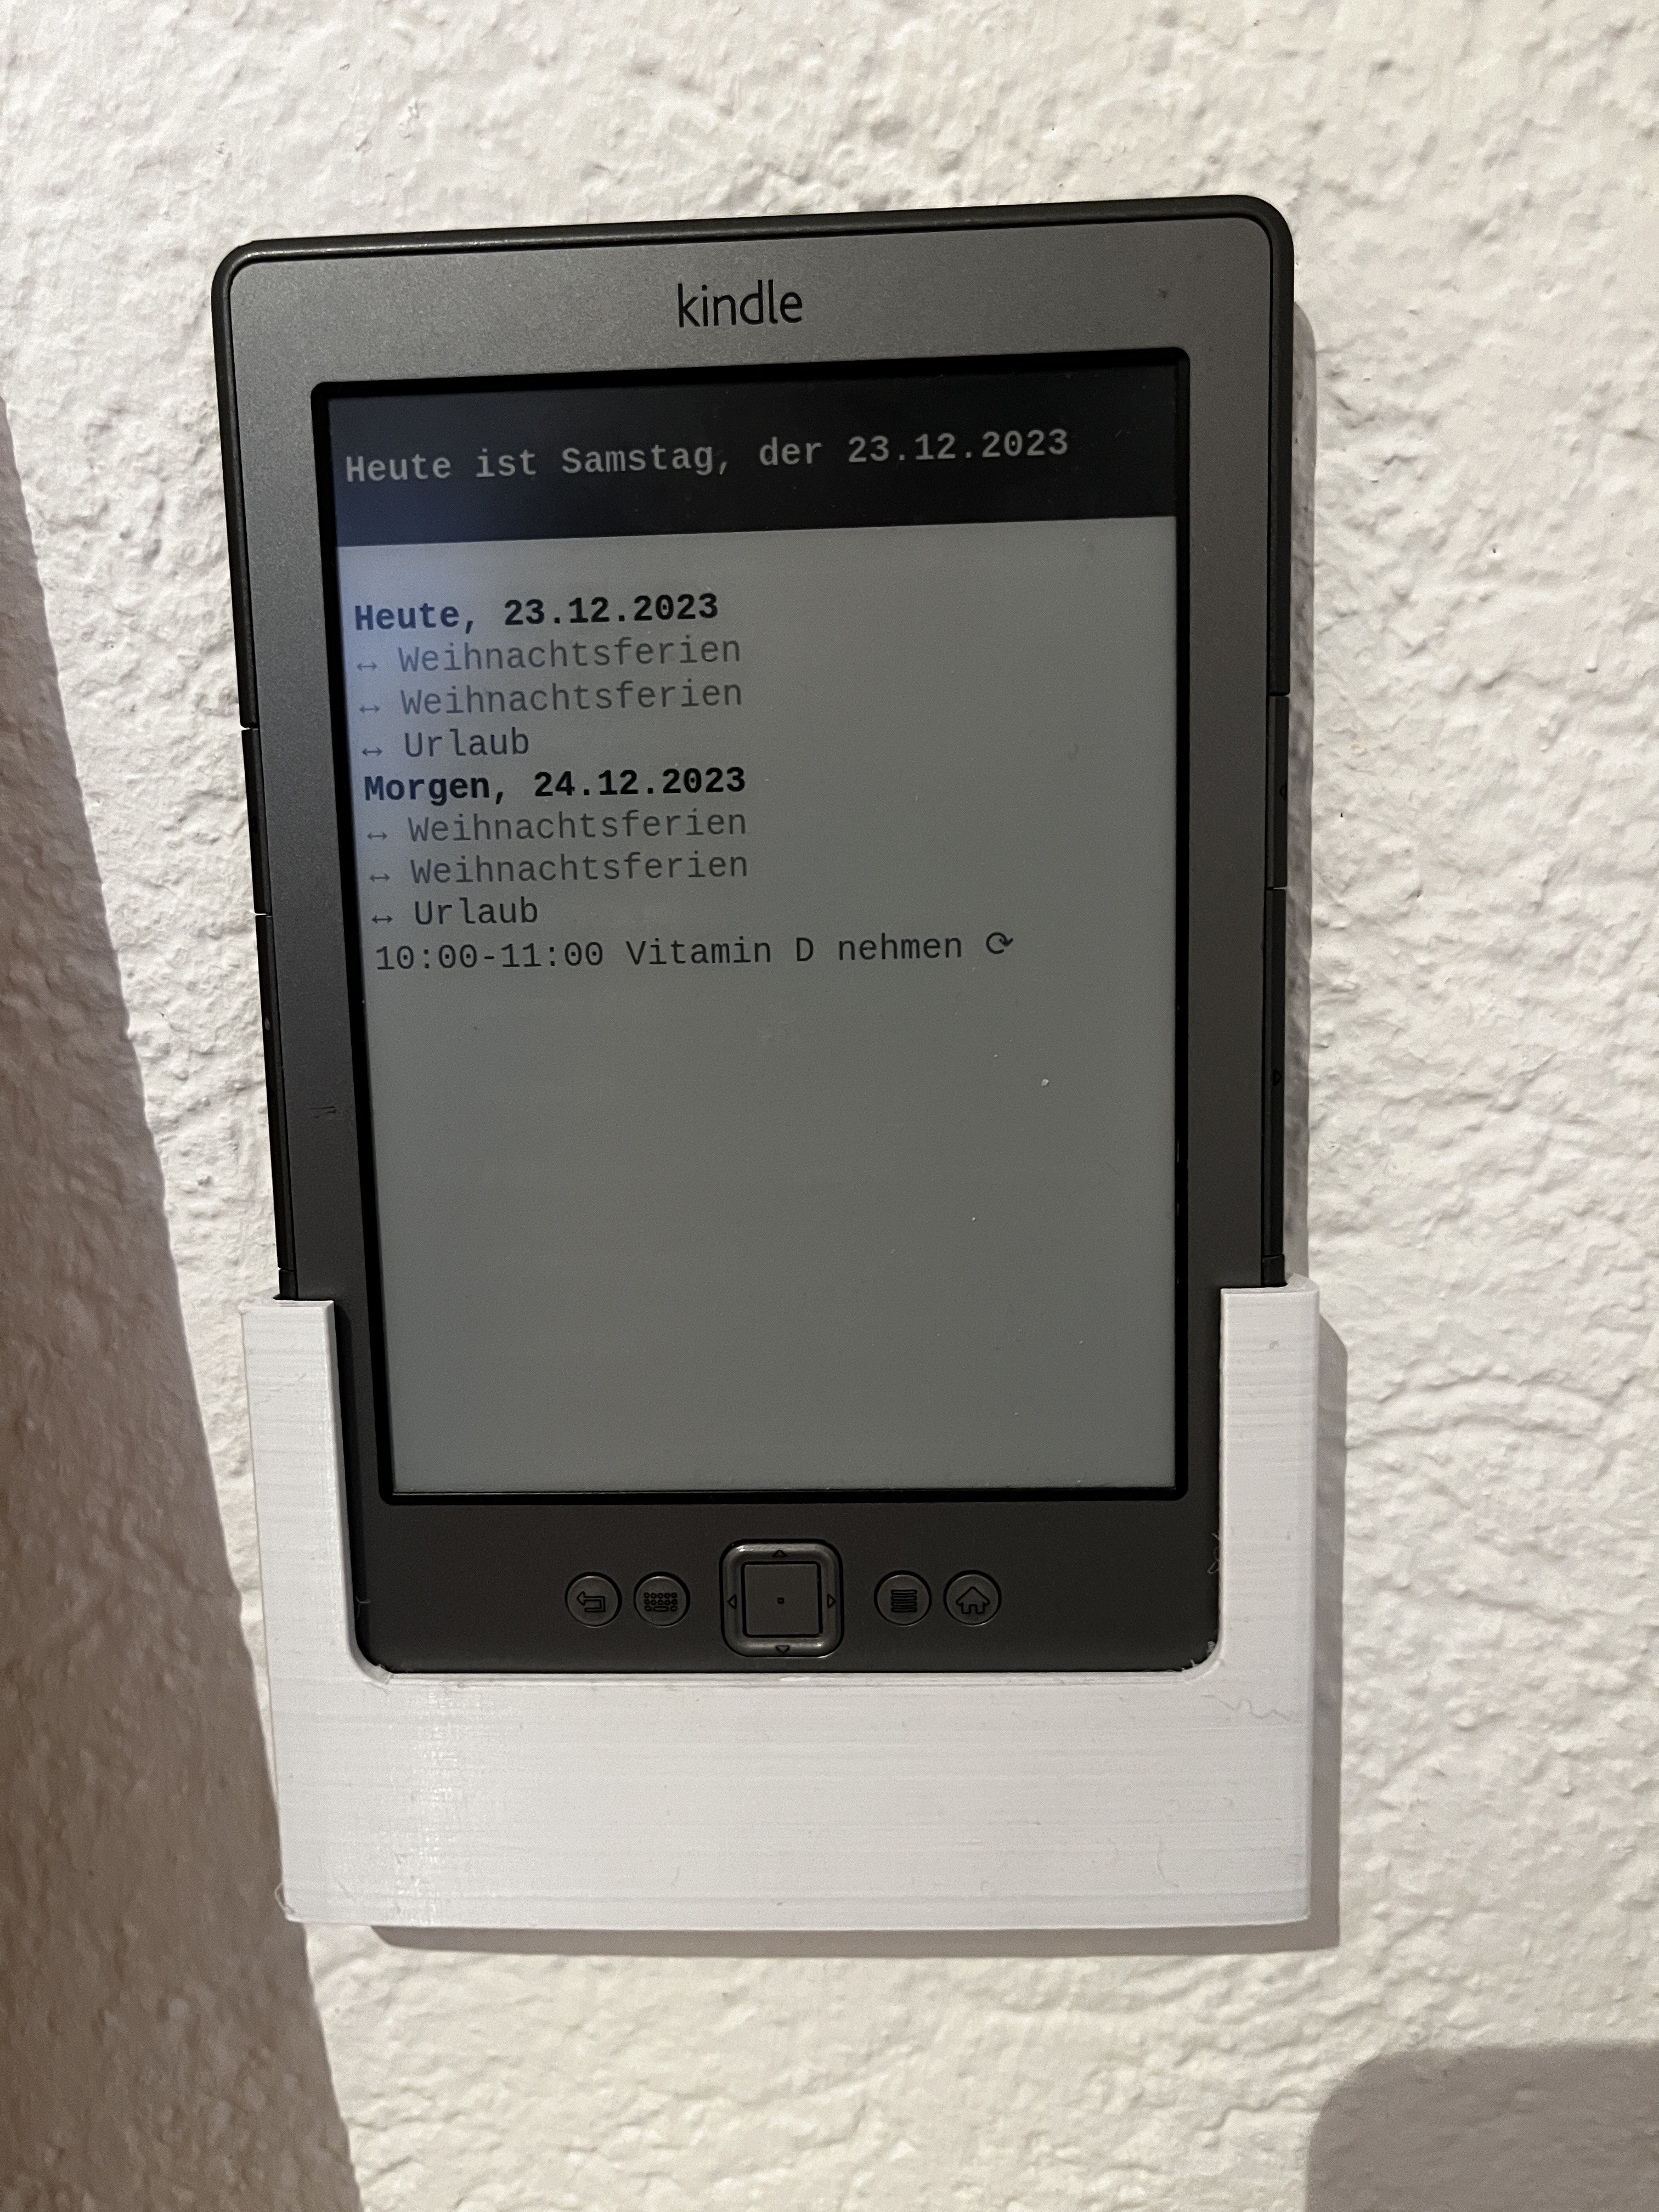 kindle
Heute ist Samstag, der 23.12.2023
Heute, 23.12.2023
↔ Weihnachtsferien
↔ Weihnachtsferien
↔ Urlaub
Morgen, 24.12.2023
↔ Weihnachtsferien
↔ Weihnachtsferien
↔ Urlaub
10:00-11:00 Vitamin D nehmen ⟳